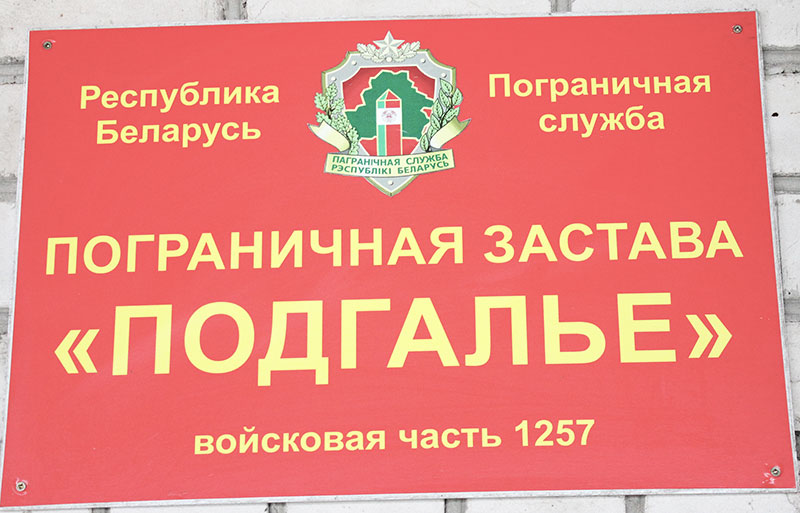 Республика
Беларусь
ПАГРАНІЧНАЯ СЛУЖБА
РЭСПУБЛІКІ БЕЛАРУСЬ
Пограничная
служба
ПОГРАНИЧНАЯ ЗАСТАВА
«ПОДГАЛЬЕ»
войсковая часть 1257